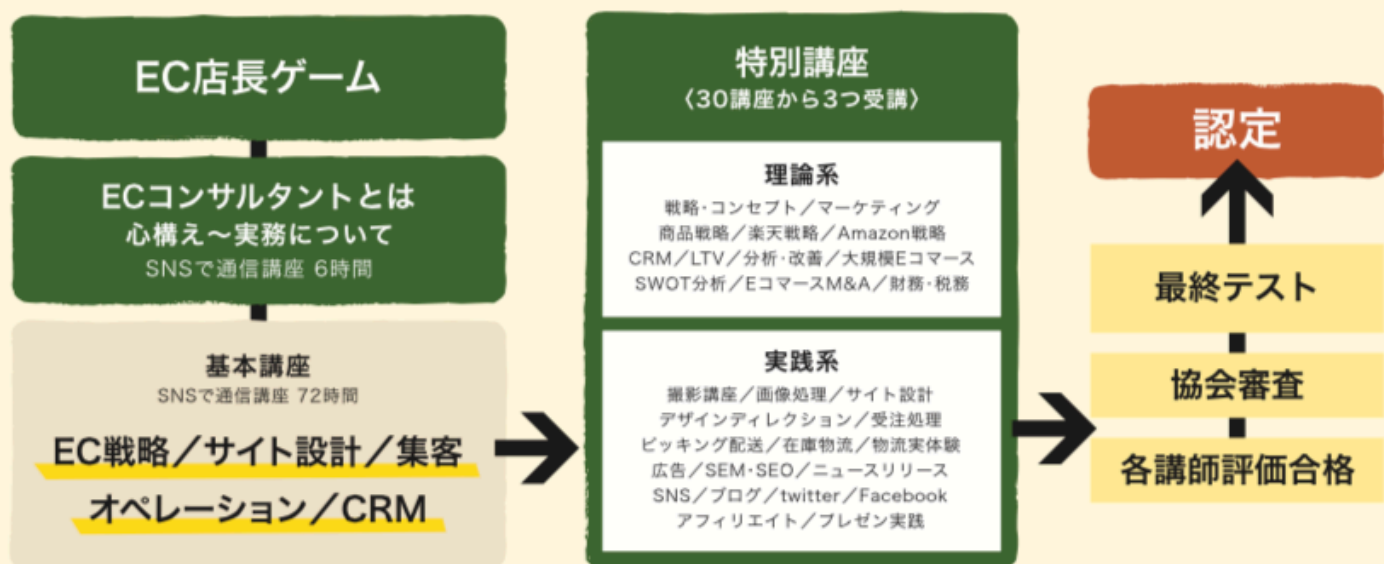 EC店長ゲーム
ECコンサルタントとは
心構え～実務について
SNSで通信講座 6時間
基本講座
SNSで通信講座 72時間
EC戦略／サイト設計／集客
オペレーション／CRM
特別講座
〈30講座から3つ受講〉
理論系
戦略・コンセプト／マーケティング
商品戦略／楽天戦略／Amazon戦略
CRM／LTV／分析・改善／大規模Eコマース
SWOT分析／EコマースM&A／財務・税務
実践系
撮影講座／画像処理／サイト設計
デザインディレクション／受注処理
ピッキング配送／在庫物流／物流実体験
広告／SEM・SEO／ニュースリリース
SNS／ブログ／twitter／Facebook
アフィリエイト／プレゼン実践
認定
最終テスト
協会審査
各講師評価合格